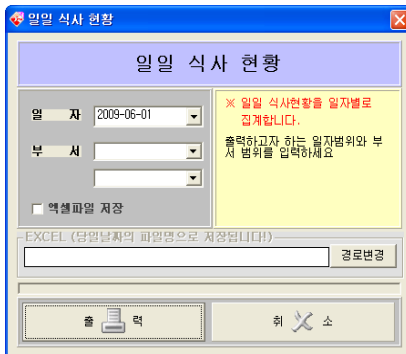 일일 식사 현황
일일 식사 현황
일 자 2009-06-01
부 서
엑셀파일 저장
※ 일일 식사현황을 일자별로
집계합니다.
출력하고자 하는 일자범위와 부
서 범위를 입력하세요
EXCEL (당일날짜의 파일명으로 저장됩니다!)
경로변경
출 력
취 소